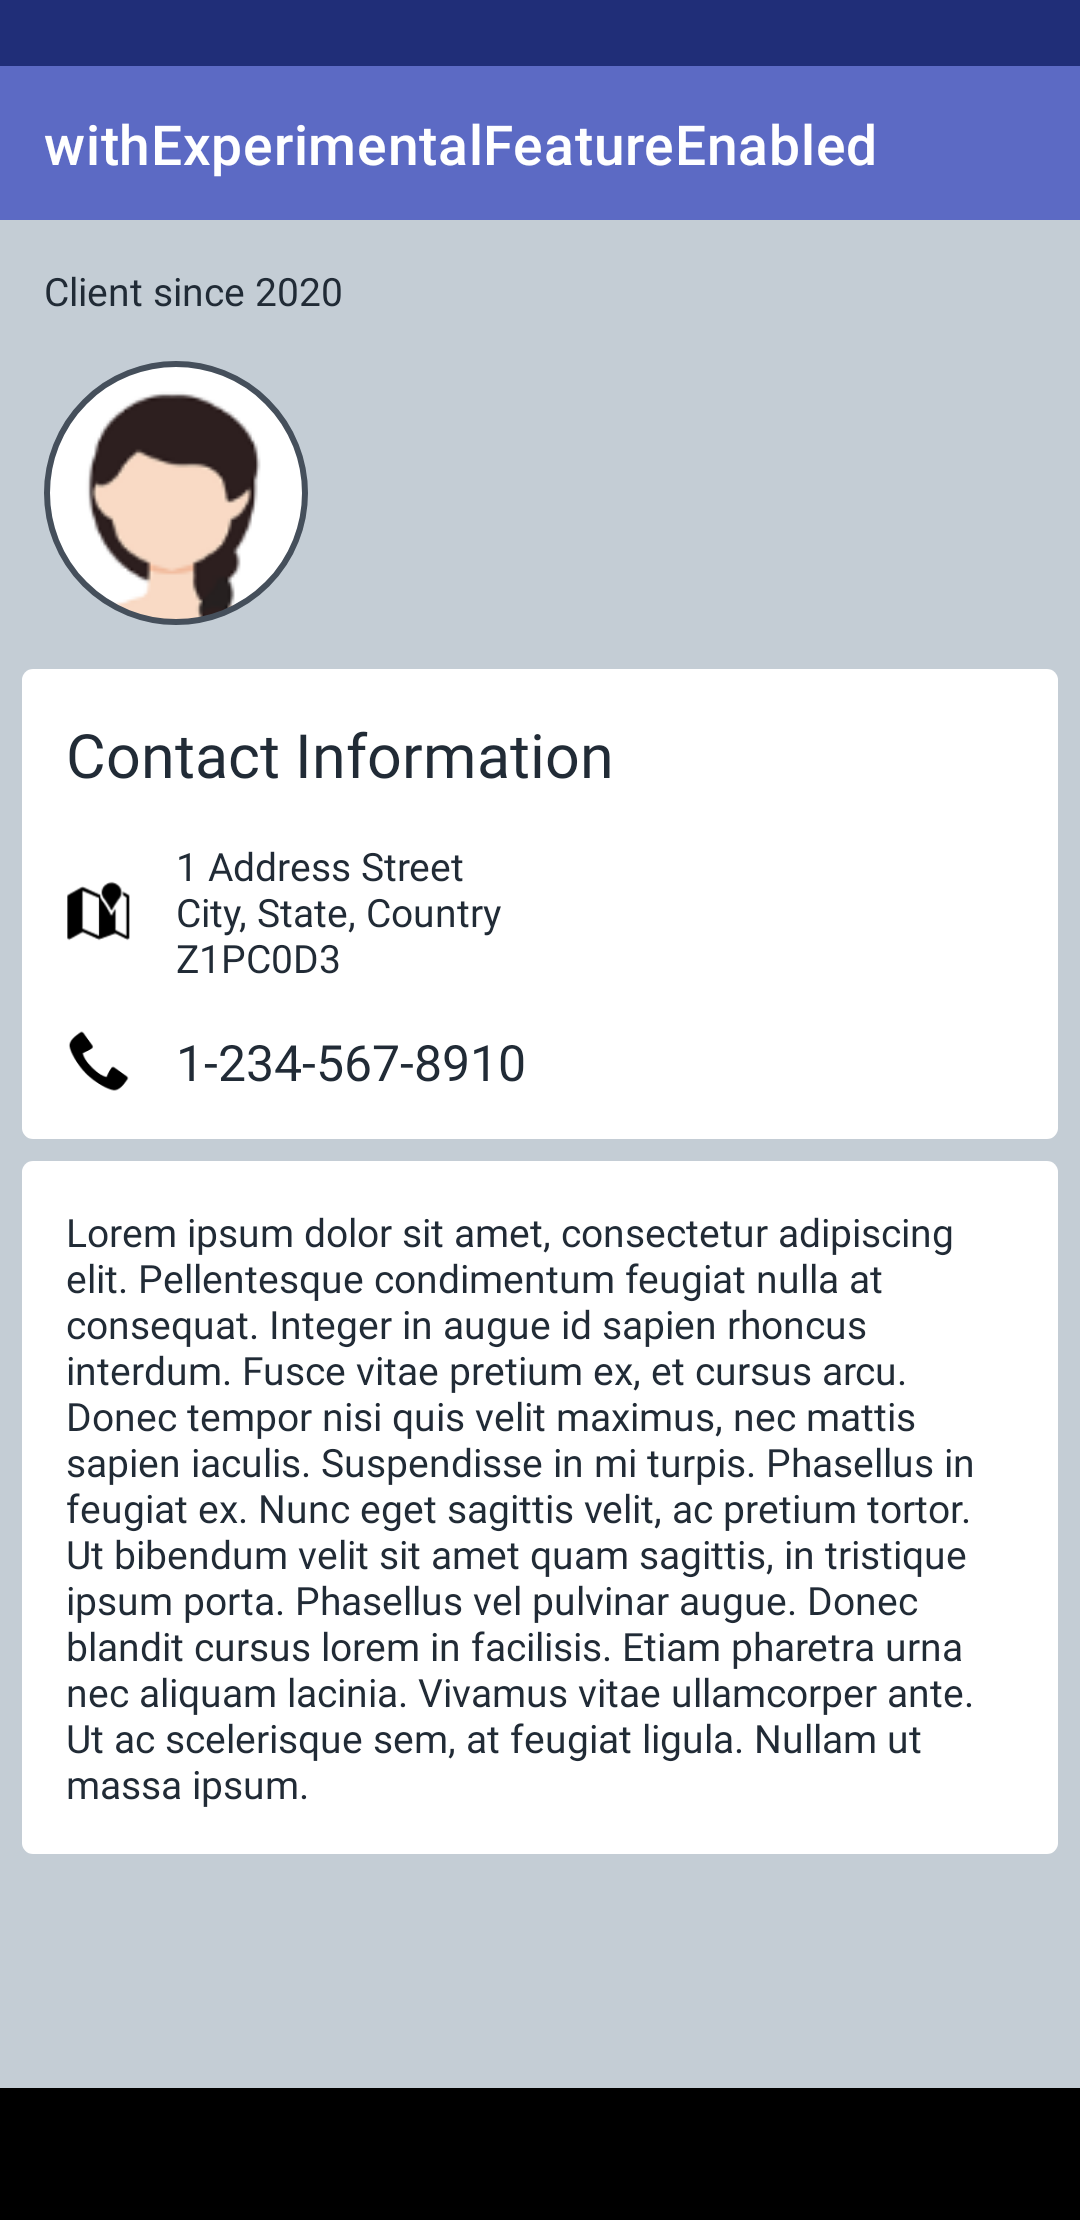 withExperimentalFeatureEnabled
Client since 2020
Contact Information
1 Address Street
City, State, Country
Z1PC0D3
1-234-567-8910
Lorem ipsum dolor sit amet, consectetur adipiscing
elit. Pellentesque condimentum feugiat nulla at
consequat. Integer in augue id sapien rhoncus
interdum. Fusce vitae pretium ex, et cursus arcu.
Donec tempor nisi quis velit maximus, nec mattis
sapien iaculis. Suspendisse in mi turpis. Phasellus in
feugiat ex. Nunc eget sagittis velit, ac pretium tortor.
Ut bibendum velit sit amet quam sagittis, in tristique
ipsum porta. Phasellus vel pulvinar augue. Donec
blandit cursus lorem in facilisis. Etiam pharetra urna
nec aliquam lacinia. Vivamus vitae ullamcorper ante.
Ut ac scelerisque sem, at feugiat ligula. Nullam ut
massa ipsum.